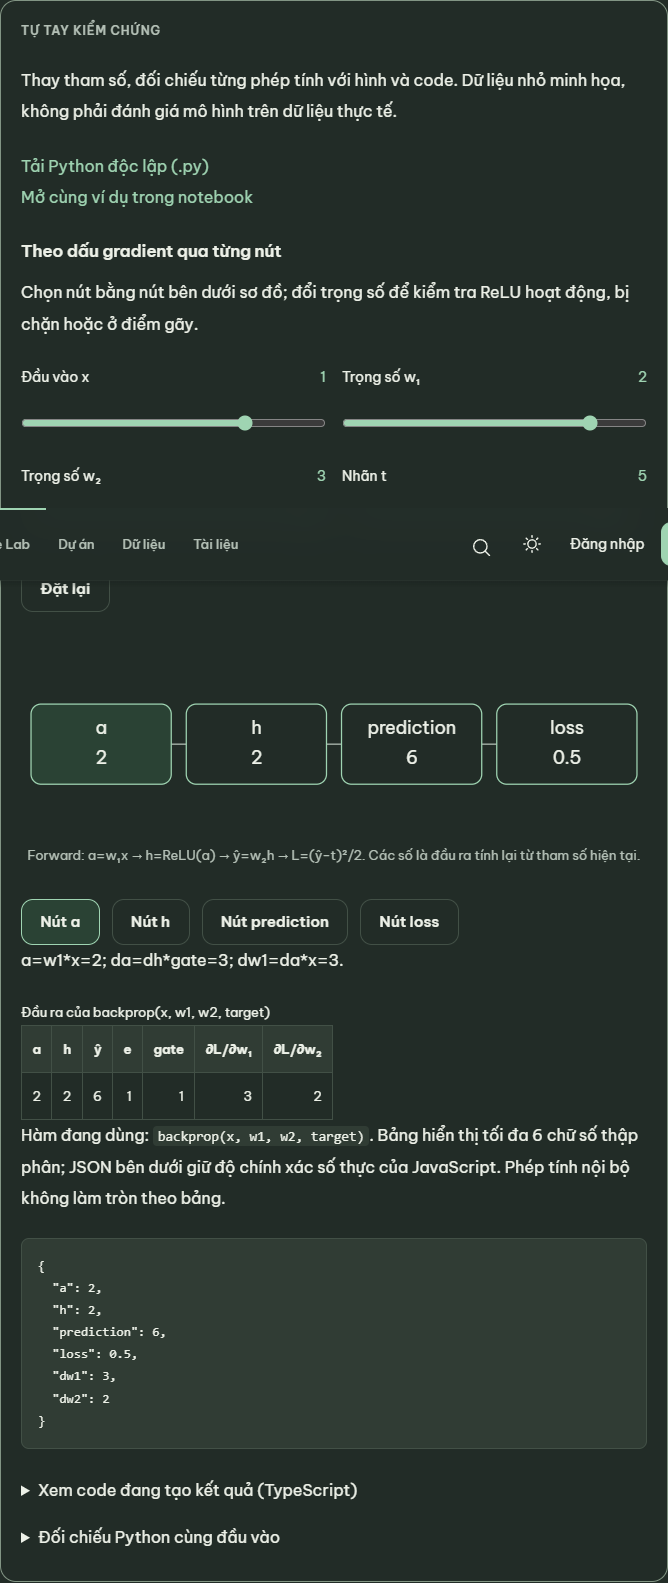 TỰ TAY KIỂM CHỨNG
Thay tham số, đối chiếu từng phép tính với hình và code. Dữ liệu nhỏ minh họa,
không phải đánh giá mô hình trên dữ liệu thực tế.
Tải Python độc lập (.py)
Mở cùng ví dụ trong notebook
Theo dấu gradient qua từng nút
Chọn nút bằng nút bên dưới sơ đồ; đổi trọng số để kiểm tra ReLU hoạt động, bị
chặn hoặc ở điểm gãy.
Đầu vào x 1 Trọng số w₁ 2
Trọng số w₂ 3 Nhãn t 5
e Lab Dự án Dữ liệu Tài liệu Đăng nhập
Đặt lại
a h prediction loss
2 2 6 0.5
Forward: a=w₁x → h=ReLU(a) → ŷ=w₂h → L=(ŷ-t)²/2. Các số là đầu ra tính lại từ tham số hiện tại.
Nút a Nút h Nút prediction Nút loss
a=w1*x=2; da=dh*gate=3; dw1=da*x=3.
Đầu ra của backprop(x, w1, w2, target)
a h ŷ e gate ∂L/∂w₁ ∂L/∂w₂
2 2 6 1 1 3 2
Hàm đang dùng: backprop(x, w1, w2, target). Bảng hiển thị tối đa 6 chữ số thập
phân; JSON bên dưới giữ độ chính xác số thực của JavaScript. Phép tính nội bộ
không làm tròn theo bảng.
{
"a": 2,
"h": 2,
"prediction": 6,
"loss": 0.5,
"dw1": 3,
"dw2": 2
}
Xem code đang tạo kết quả (TypeScript)
Đối chiếu Python cùng đầu vào